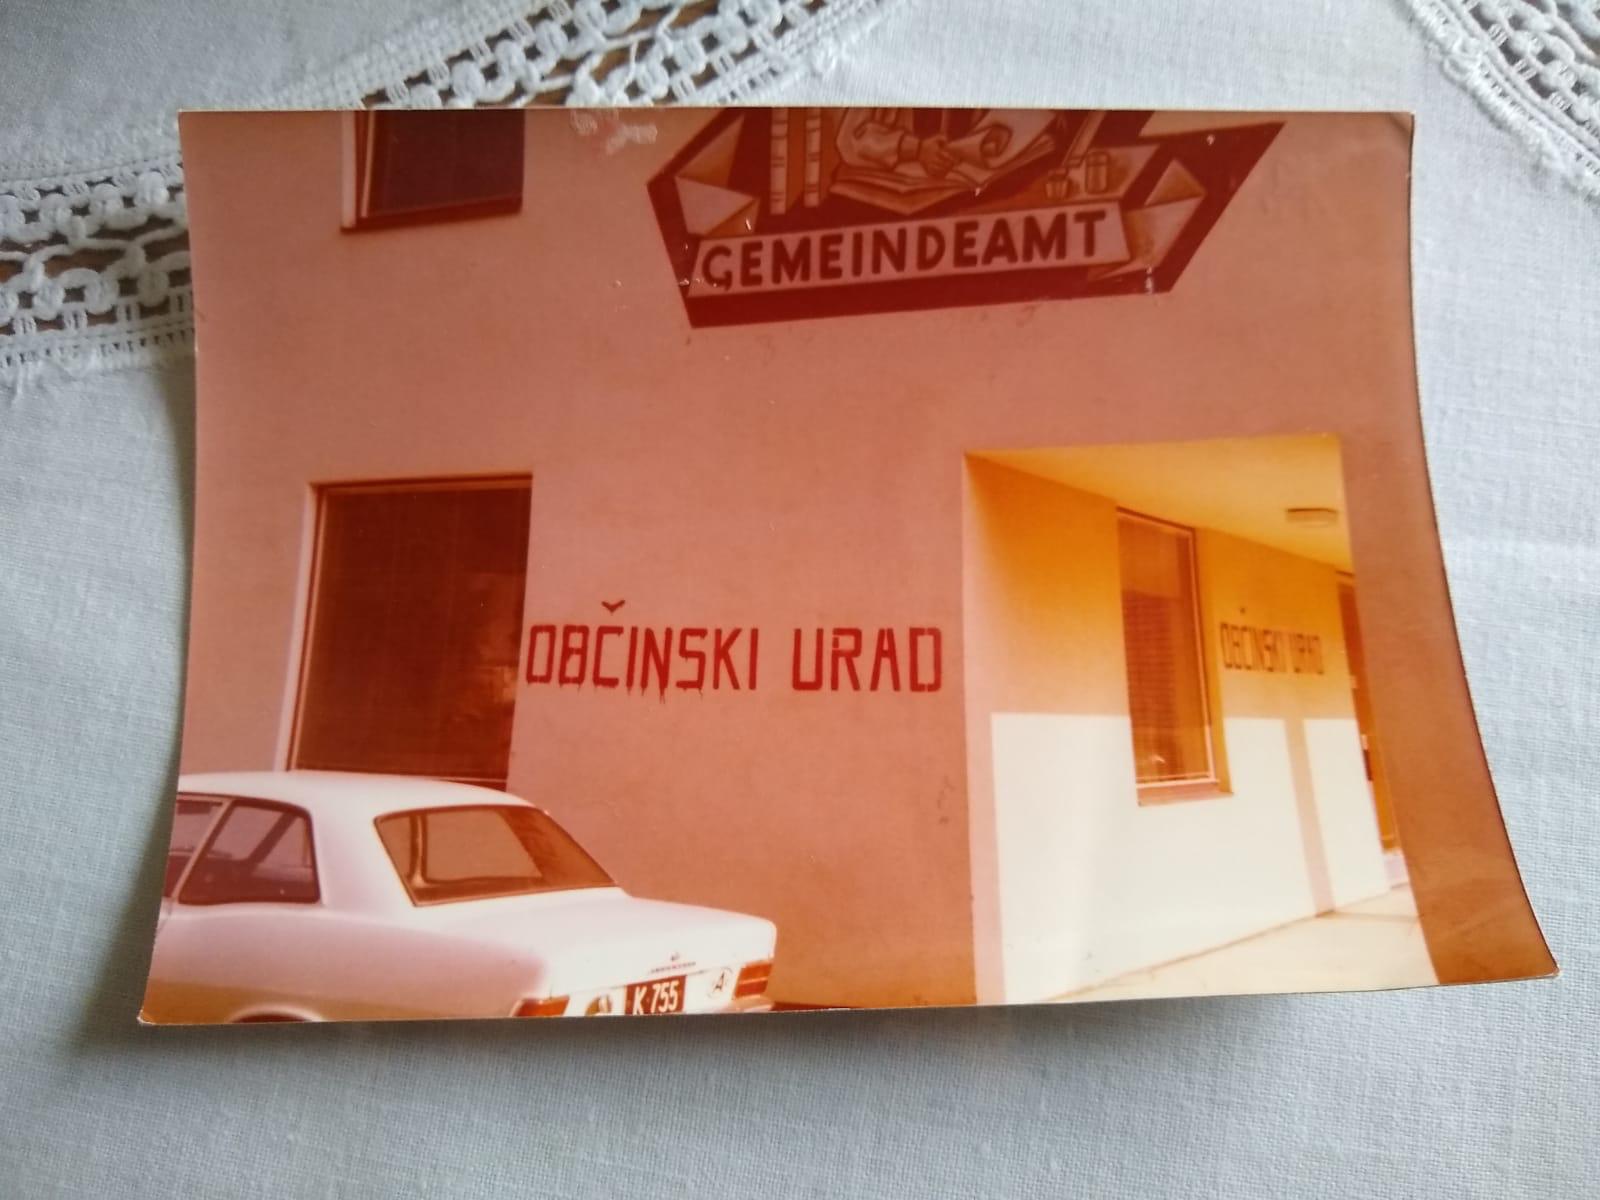 GEMEINDEAMT
OBČINSKI URAD
OBČINSKI URAD
K 755
A